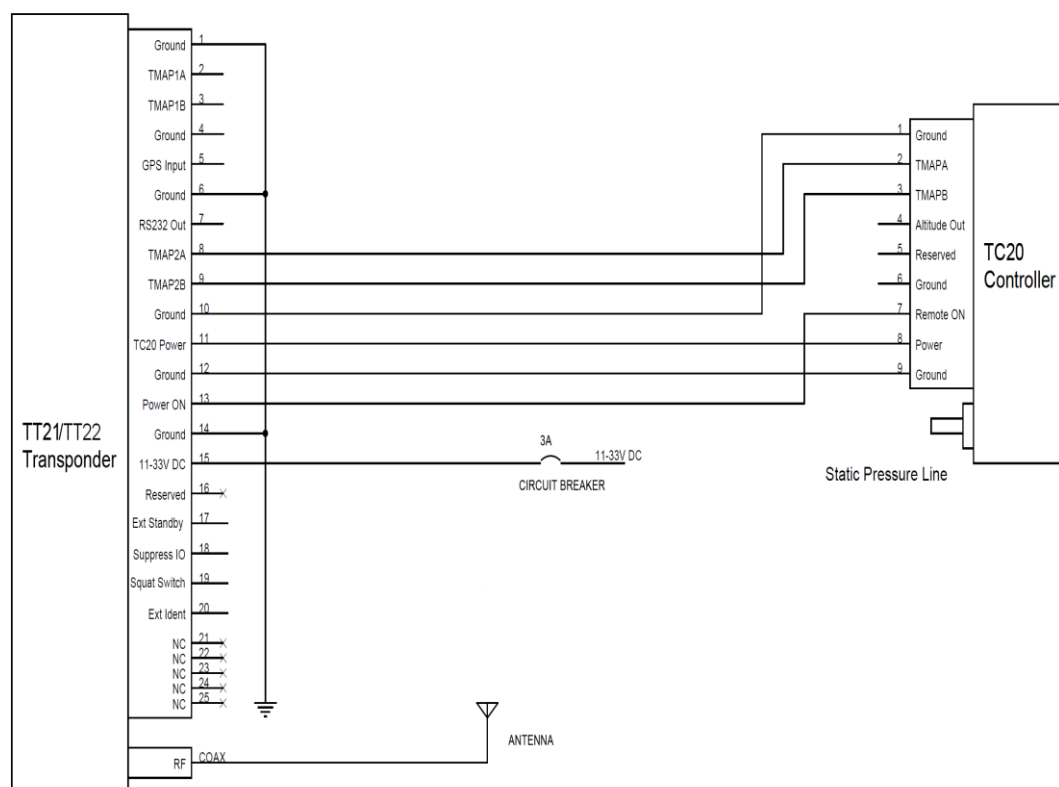 TT21/TT22
Transponder
Ground 1
TMAP1A 2
TMAP1B 3
Ground 4
GPS Input 5
Ground 6
RS232 Out 7
TMAP2A 8
TMAP2B 9
Ground 10
TC20 Power 11
Ground 12
Power ON 13
Ground 14
11-33V DC 15
Reserved 16
Ext Standby 17
Suppress IO 18
Squat Switch 19
Ext Ident 20
NC 21
NC 22
NC 23
NC 24
NC 25
RF COAX
ANTENNA
3A
11-33V DC
CIRCUIT BREAKER
1 Ground
2 TMAPA
3 TMAPB
4 Altitude Out
5 Reserved
6 Ground
7 Remote ON
8 Power
9 Ground
TC20
Controller
Static Pressure Line